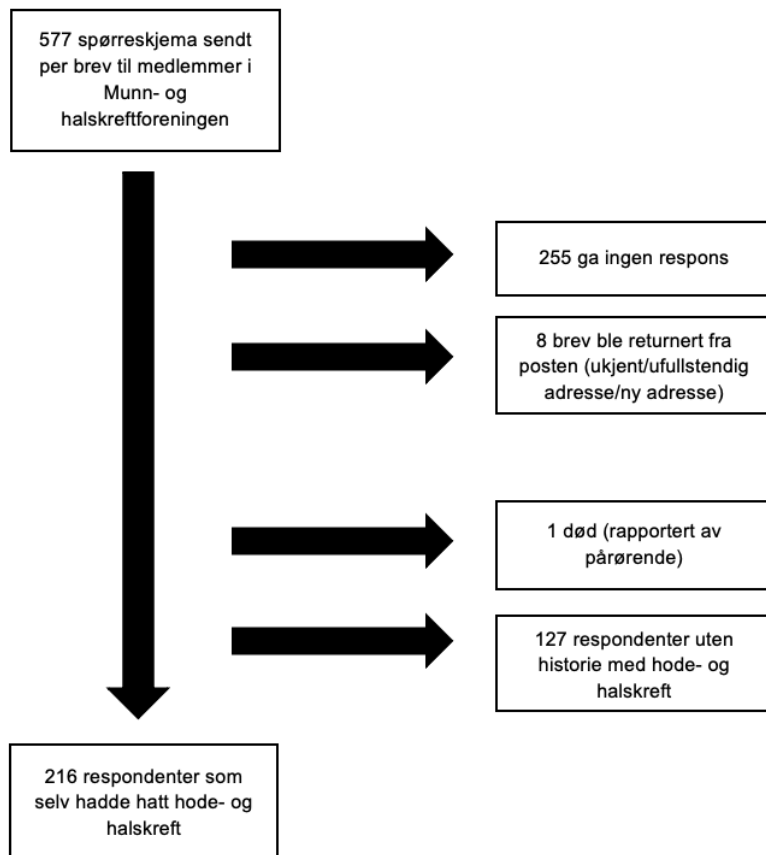 577 spørreskjema sendt
per brev til medlemmer i
Munn- og
halskreftforeningen
255 ga ingen respons
8 brev ble returnert fra
posten (ukjent/ufullstendig
adresse/ny adresse)
1 død (rapportert av
pårørende)
127 respondenter uten
historie med hode- og
halskreft
216 respondenter som
selv hadde hatt hode- og
halskreft